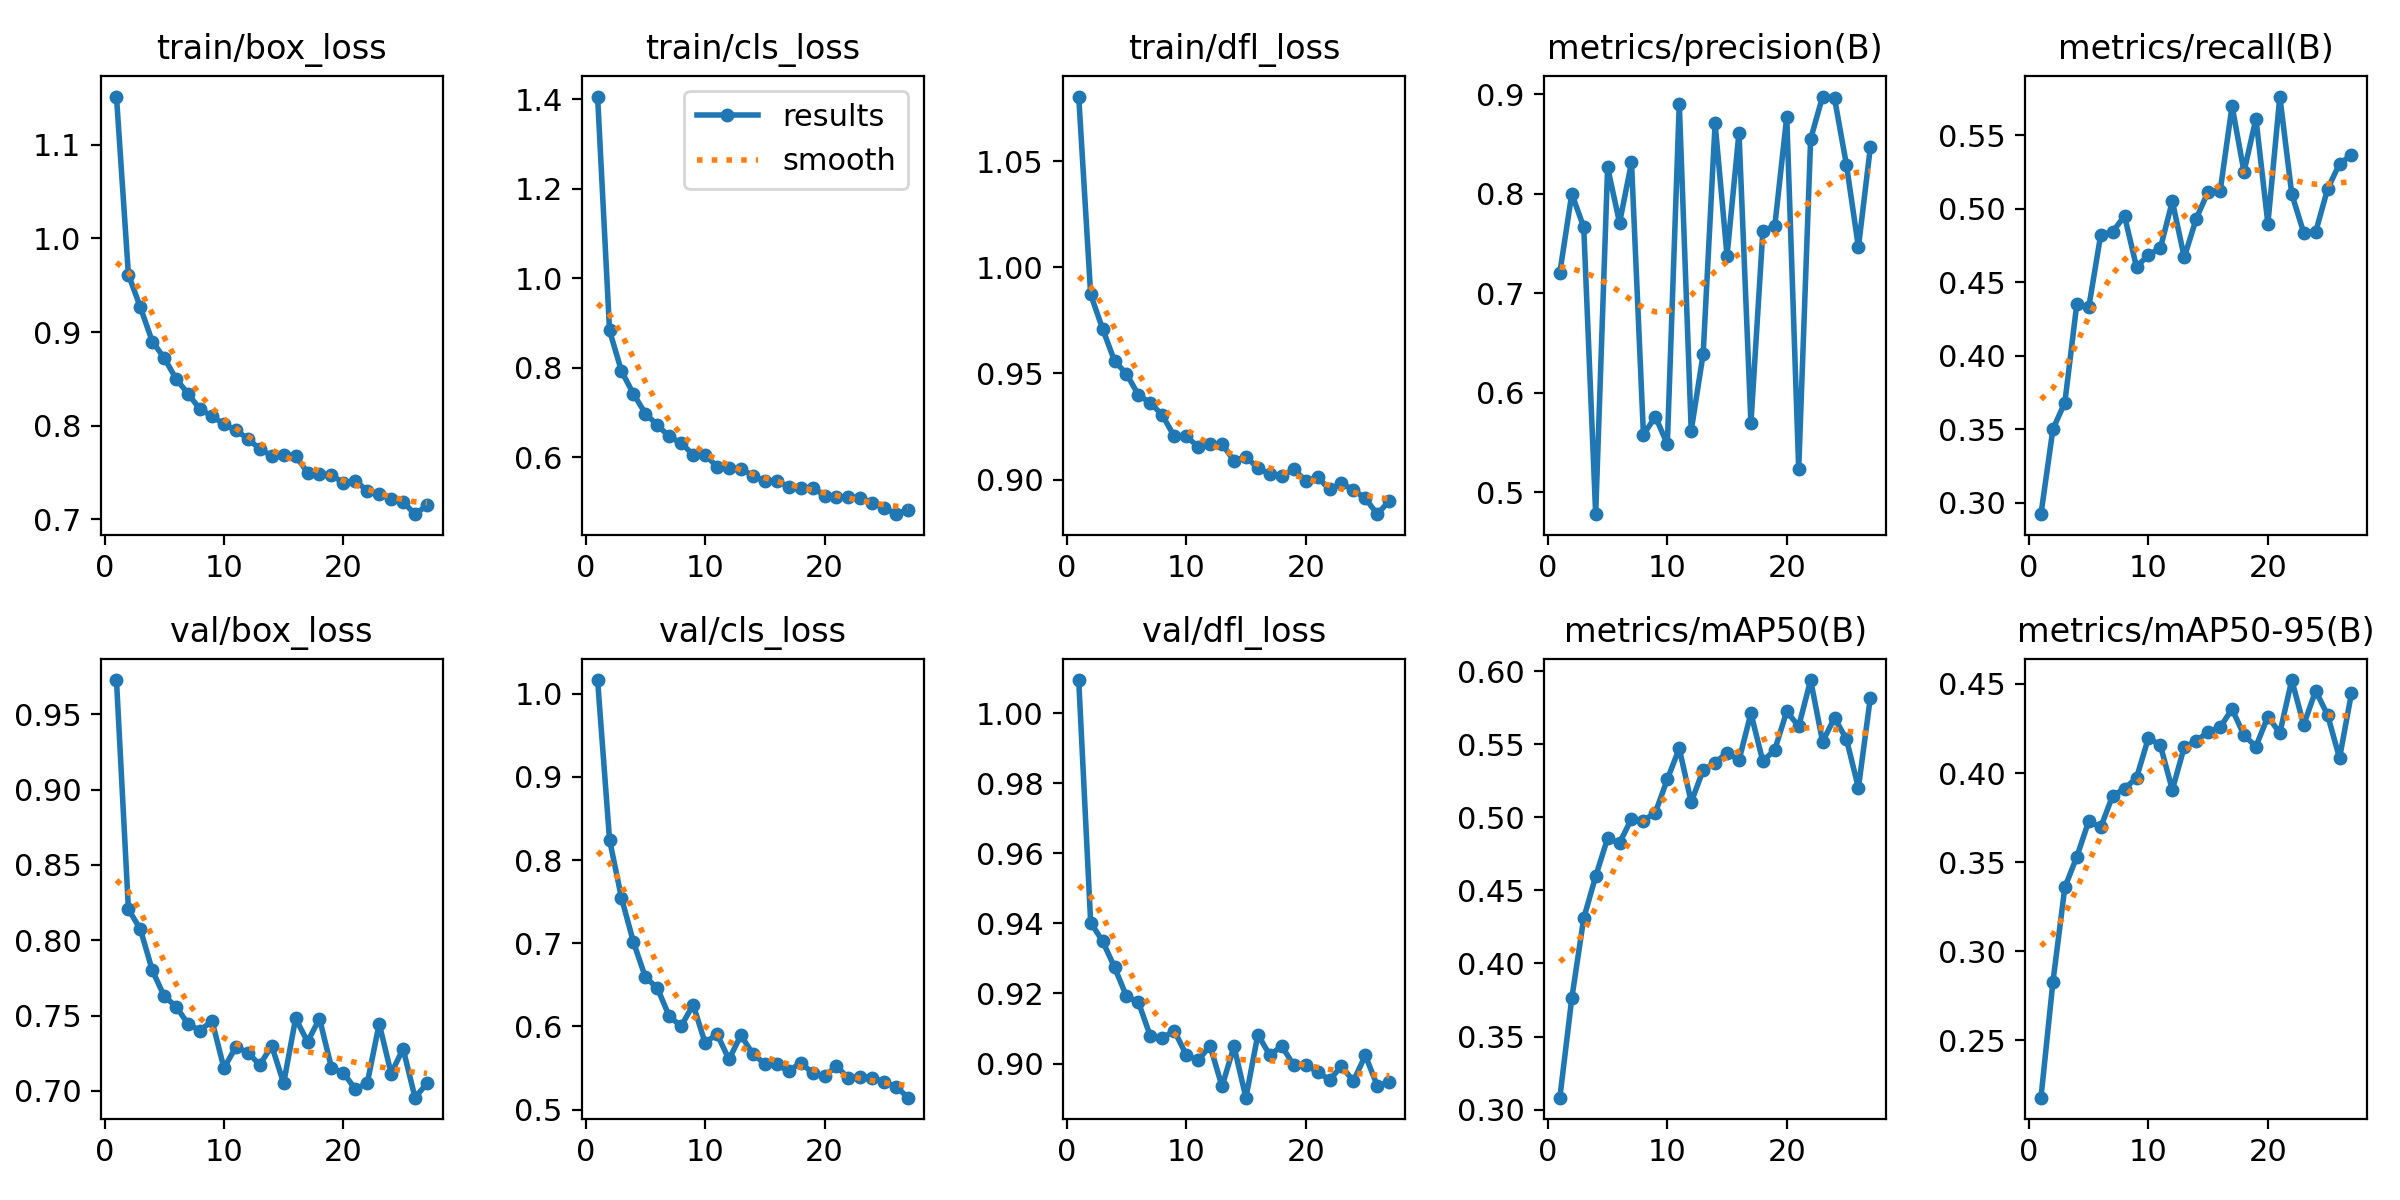 train/box_loss
train/cls_loss
train/dfl_loss
metrics/precision(B)
metrics/recall(B)
1.1
1.0
0.9
0.8
0.7
0 10 20
results
smooth
1.4
1.2
1.0
0.8
0.6
0 10 20
1.05
1.00
0.95
0.90
0 10 20
0.9
0.8
0.7
0.6
0.5
0 10 20
0.55
0.50
0.45
0.40
0.35
0.30
0 10 20
val/box_loss
val/cls_loss
val/dfl_loss
metrics/mAP50(B)
metrics/mAP50-95(B)
0.95
0.90
0.85
0.80
0.75
0.70
0 10 20
1.0
0.9
0.8
0.7
0.6
0.5
0 10 20
1.00
0.98
0.96
0.94
0.92
0.90
0 10 20
0.60
0.55
0.50
0.45
0.40
0.35
0.30
0 10 20
0.45
0.40
0.35
0.30
0.25
0 10 20